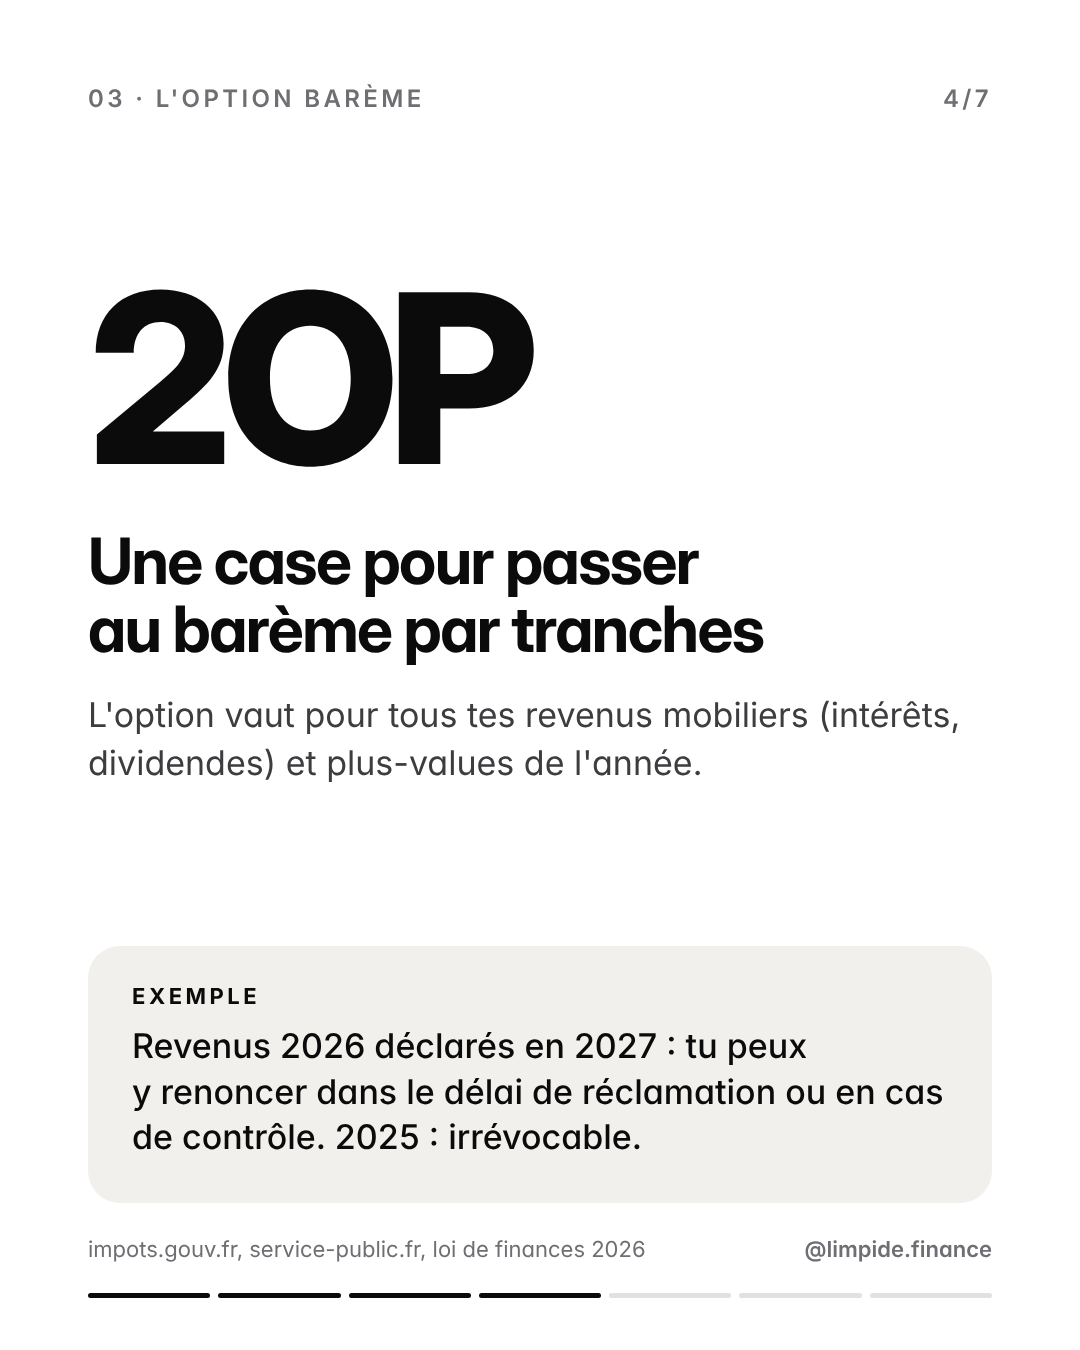 03 · L'OPTION BARÈME
4/7
2OP
Une case pour passer
au barème par tranches
L'option vaut pour tous tes revenus mobiliers (intérêts,
dividendes) et plus-values de l'année.
EXEMPLE
Revenus 2026 déclarés en 2027 : tu peux
y renoncer dans le délai de réclamation ou en cas
de contrôle. 2025 : irrévocable.
impots.gouv.fr, service-public.fr, loi de finances 2026
@limpide.finance